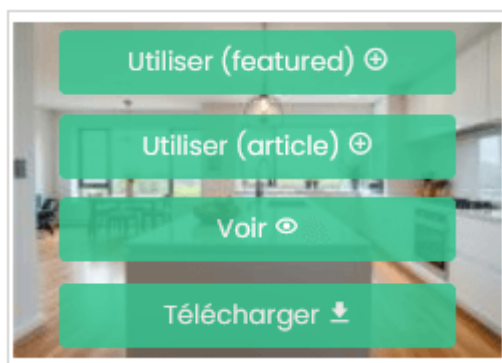 Utiliser (featured)
Utiliser (article)
Voir
Télécharger